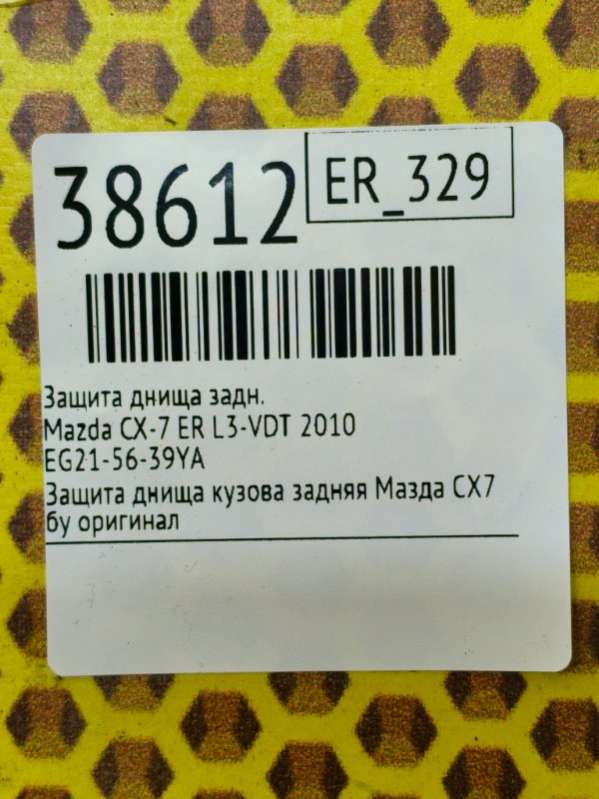 38612
ER_329
Защита днища задн.
Mazda CX-7 ER L3-VDT 2010
EG21-56-39YA
Защита днища кузова задняя Мазда CX7
бу оригинал